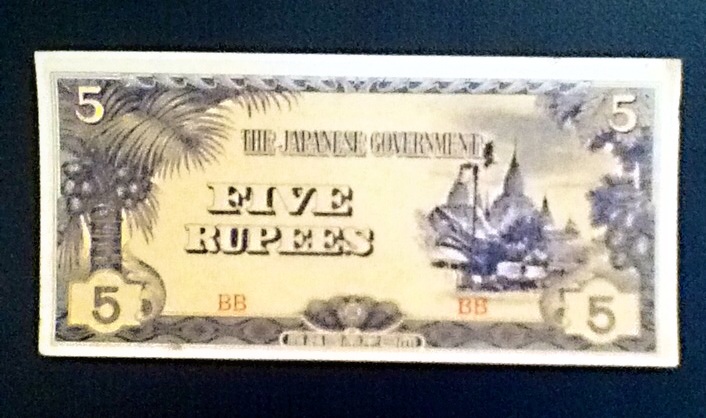 5 5
THE JAPANESE GOVERNMENT
FIVE
RUPEES
BB BB
5 5